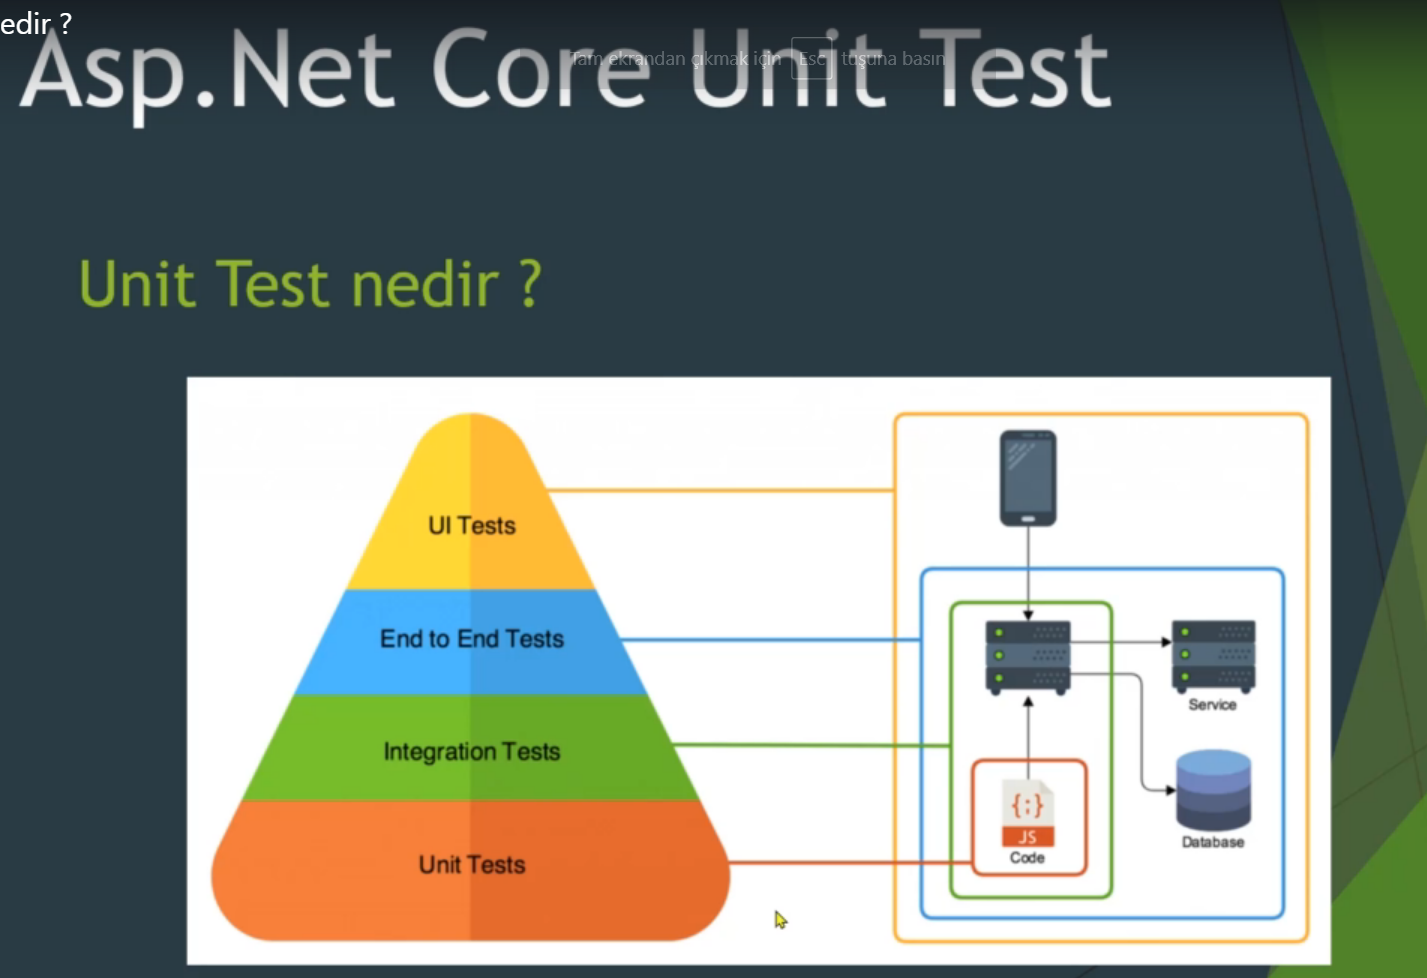 edir ?
Tam ekrandan çıkmak için Esc tuşuna basın
Asp.Net Core Unit Test
Unit Test nedir ?
UI Tests
End to End Tests
Integration Tests
Unit Tests
Service
Database
{;}
JS
Code